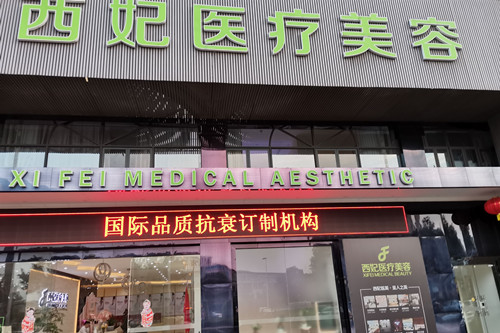 西妃医疗美容
XI FEI MEDICAL AESTHETIC
国际品质抗衰订制机构
西妃医疗美容
XIFEI MEDICAL BEAUTY